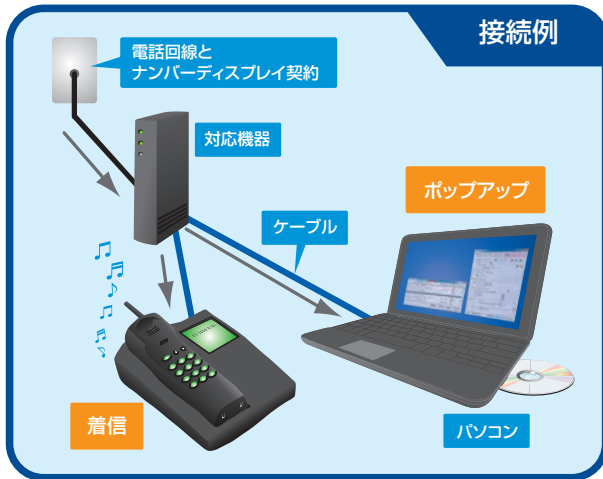 接続例
電話回線と
ナンバーディスプレイ契約
対応機器
ポップアップ
ケーブル
着信
パソコン